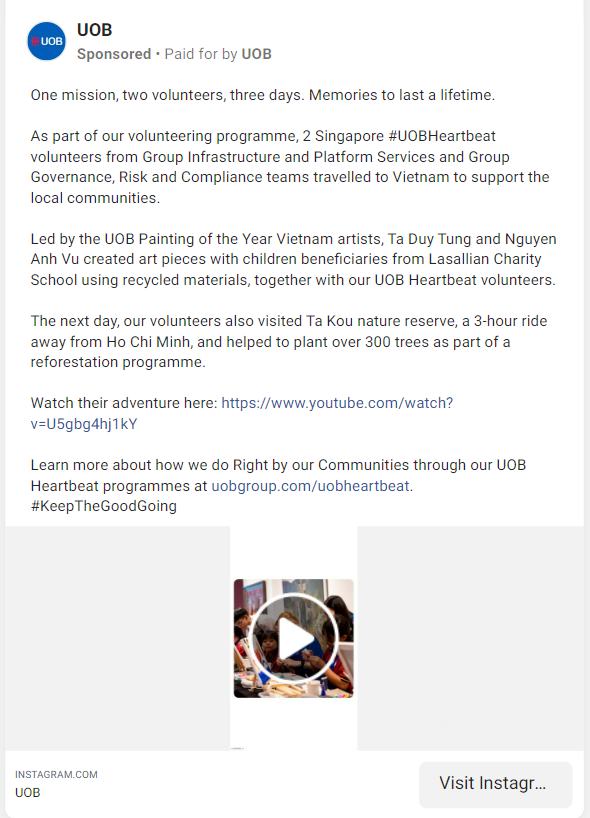 UOB
UOB
Sponsored • Paid for by UOB
One mission, two volunteers, three days. Memories to last a lifetime.
As part of our volunteering programme, 2 Singapore #UOBHeartbeat
volunteers from Group Infrastructure and Platform Services and Group
Governance, Risk and Compliance teams travelled to Vietnam to support the
local communities.
Led by the UOB Painting of the Year Vietnam artists, Ta Duy Tung and Nguyen
Anh Vu created art pieces with children beneficiaries from Lasallian Charity
School using recycled materials, together with our UOB Heartbeat volunteers.
The next day, our volunteers also visited Ta Kou nature reserve, a 3-hour ride
away from Ho Chi Minh, and helped to plant over 300 trees as part of a
reforestation programme.
Watch their adventure here: https://www.youtube.com/watch?
v=U5gbg4hj1kY
Learn more about how we do Right by our Communities through our UOB
Heartbeat programmes at uobgroup.com/uobheartbeat.
#KeepTheGoodGoing
INSTAGRAM.COM
UOB
Visit Instagr...